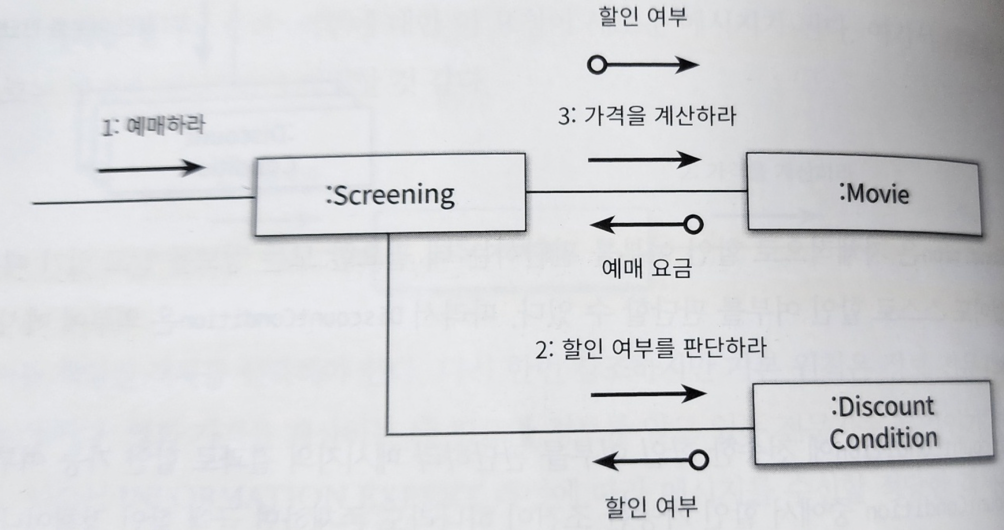 할인 여부
1: 예매하라
3: 가격을 계산하라
:Screening
:Movie
예매 요금
2: 할인 여부를 판단하라
:Discount
Condition
할인 여부